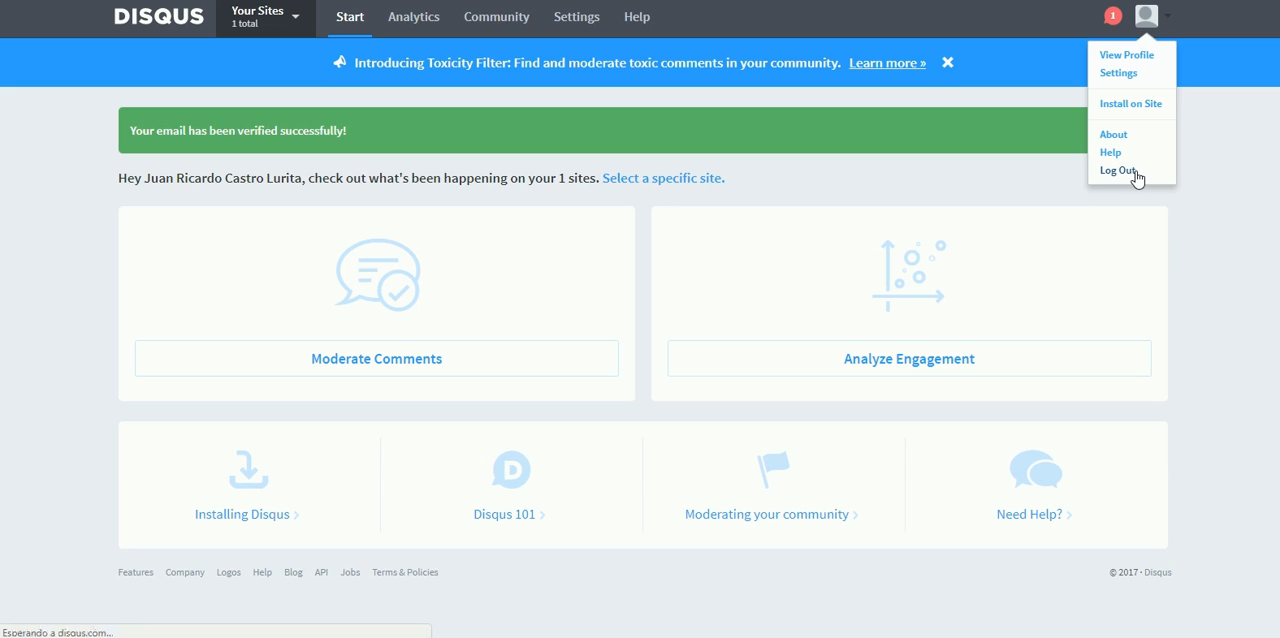 DISQUS
Your Sites
1 total
Start
Analytics
Community
Settings
Help
1
Introducing Toxicity Filter: Find and moderate toxic comments in your community. Learn more »
View Profile
Settings
Install on Site
About
Help
Log Out
Your email has been verified successfully!
Hey Juan Ricardo Castro Lurita, check out what's been happening on your 1 sites. Select a specific site.
Moderate Comments
Analyze Engagement
D
Installing Disqus
Disqus 101
Moderating your community
Need Help?
Features Company Logos Help Blog API Jobs Terms & Policies
© 2017 · Disqus
Esperando a disqus.com...